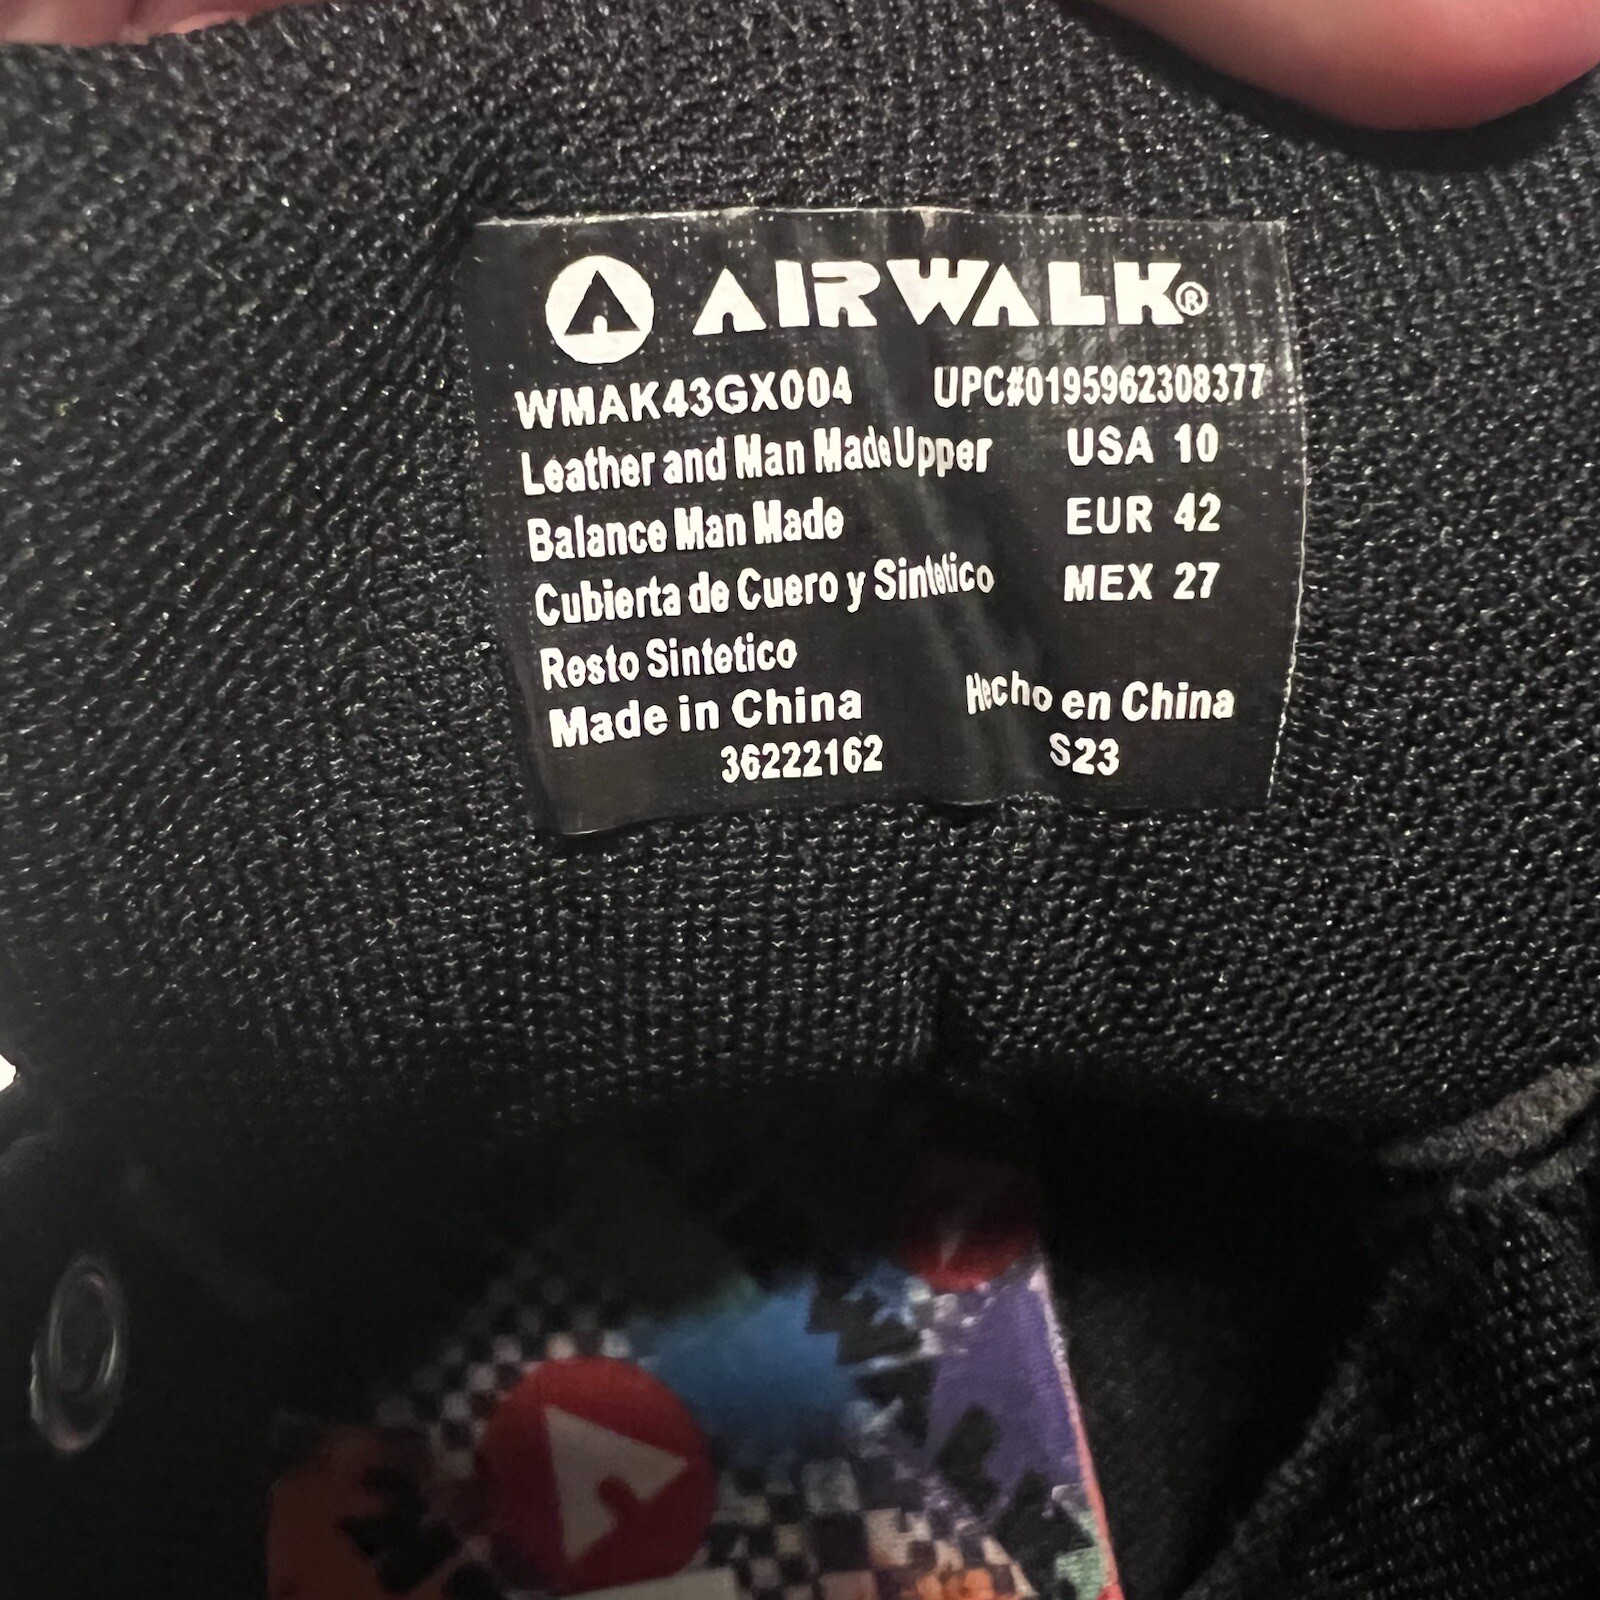 AIRWALK®
WMAK43GX004 UPC#0195962308377
Leather and Man Made Upper USA 10
Balance Man Made EUR 42
Cubierta de Cuero y Sintetico MEX 27
Resto Sintetico
Made in China Hecho en China
36222162 S23